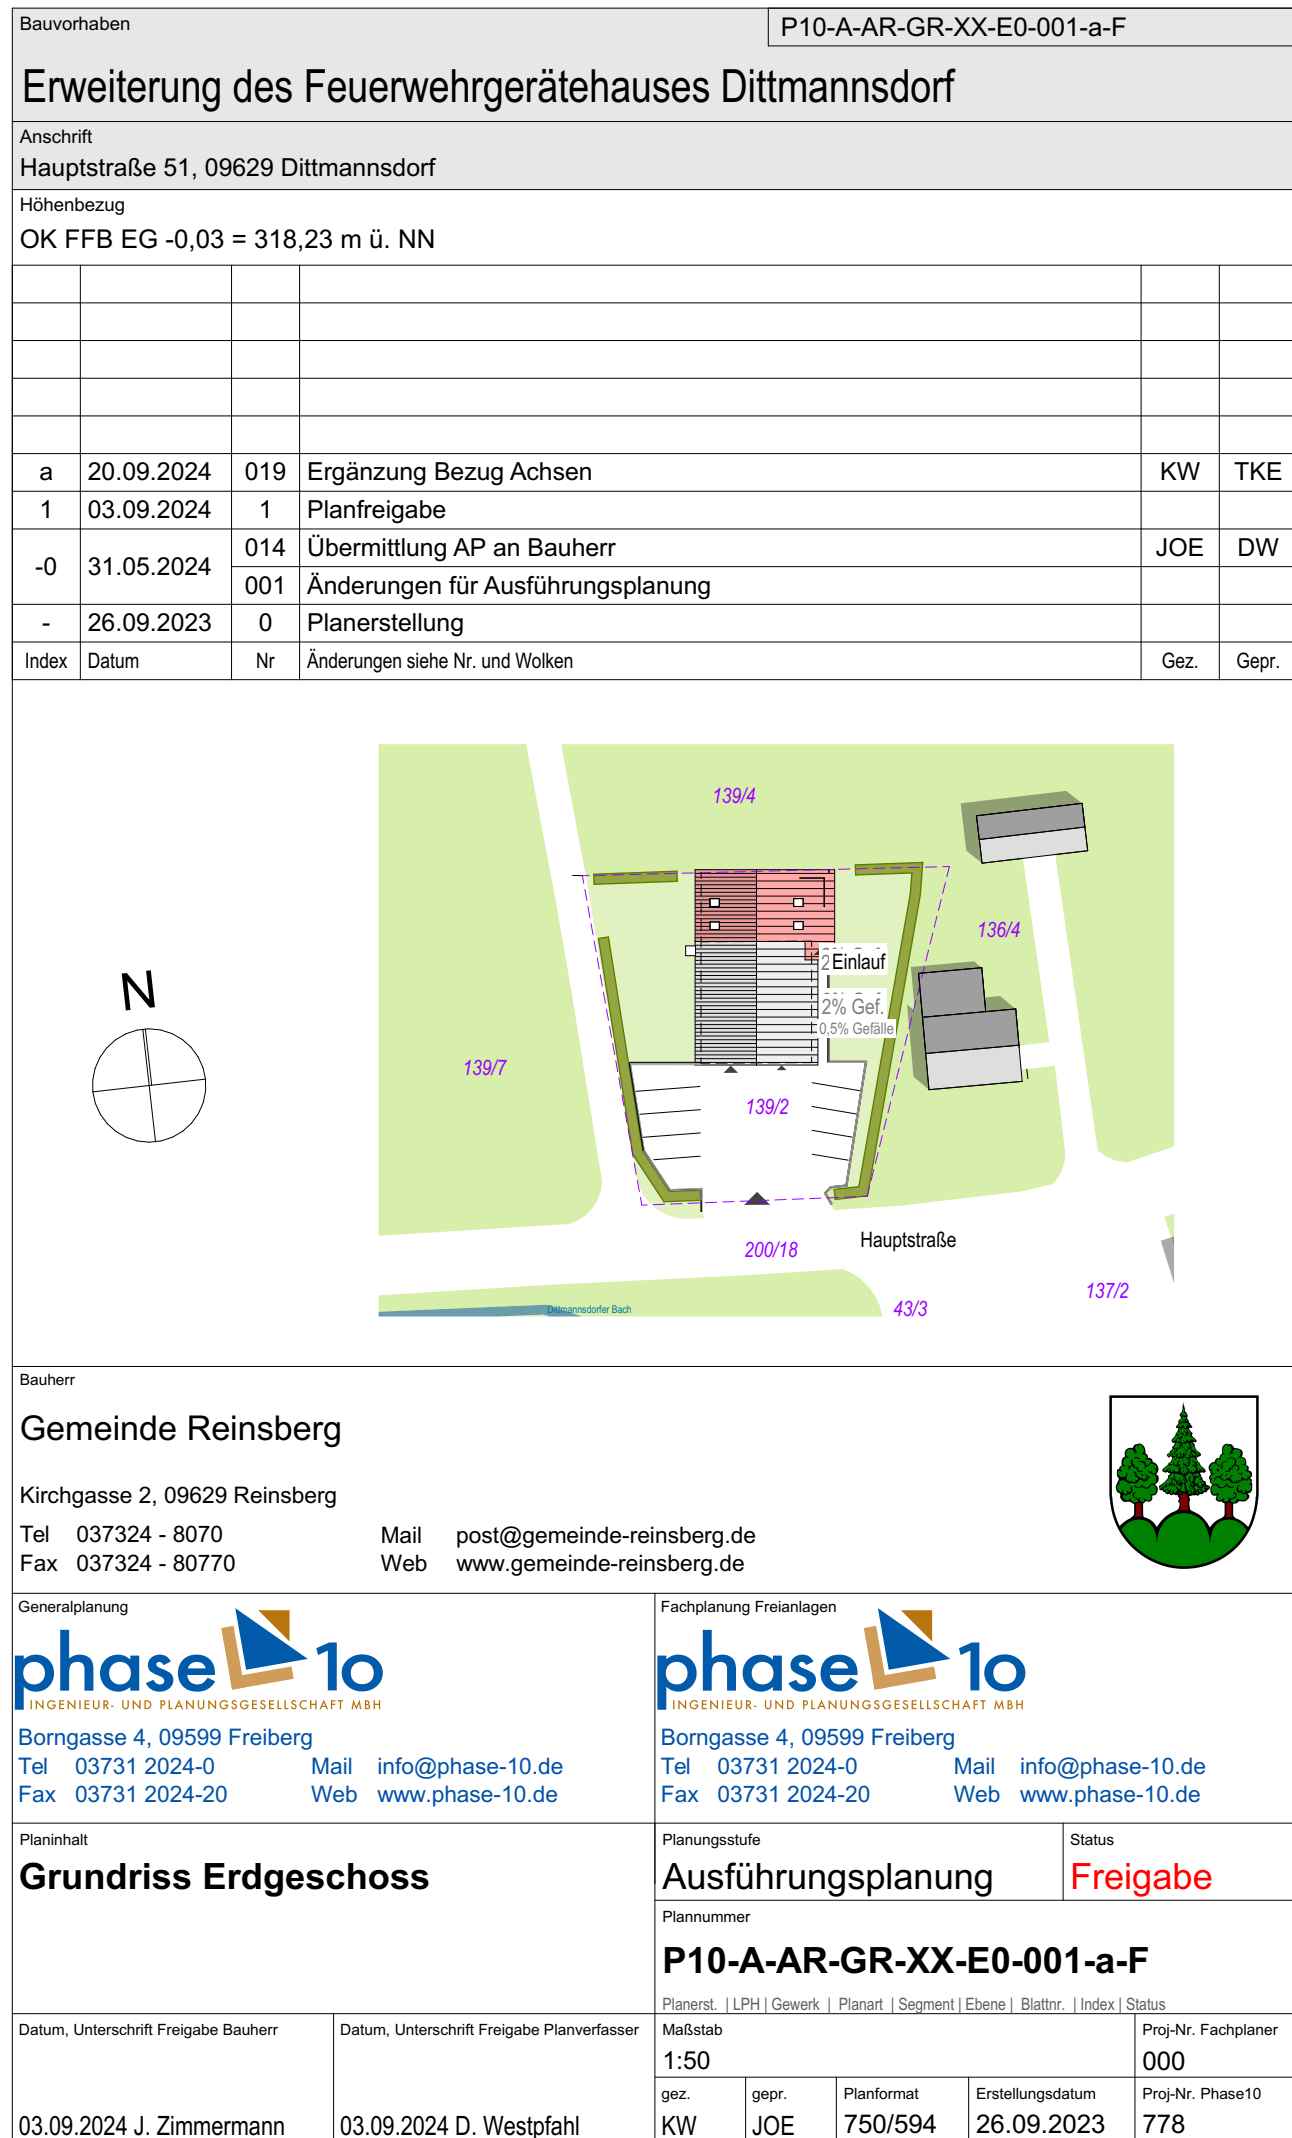 Bauvorhaben
P10-A-AR-GR-XX-E0-001-a-F
Erweiterung des Feuerwehrgerätehauses Dittmannsdorf
Anschrift
Hauptstraße 51, 09629 Dittmannsdorf
Höhenbezug
OK FFB EG -0,03 = 318,23 m ü. NN
a 20.09.2024 019 Ergänzung Bezug Achsen KW TKE
1 03.09.2024 1 Planfreigabe
-0 31.05.2024 014 Übermittlung AP an Bauherr JOE DW
001 Änderungen für Ausführungsplanung
- 26.09.2023 0 Planerstellung
Index Datum Nr Änderungen siehe Nr. und Wolken Gez. Gepr.
139/4
136/4
Einlauf
N
2% Gef.
0,5% Gefälle
139/7
139/2
Hauptstraße
200/18
137/2
43/3
Dittmannsdorfer Bach
Bauherr
Gemeinde Reinsberg
Kirchgasse 2, 09629 Reinsberg
Tel 037324 - 8070 Mail post@gemeinde-reinsberg.de
Fax 037324 - 80770 Web www.gemeinde-reinsberg.de
Generalplanung
phase 10
INGENIEUR- UND PLANUNGSGESELLSCHAFT MBH
Borngasse 4, 09599 Freiberg
Tel 03731 2024-0 Mail info@phase-10.de
Fax 03731 2024-20 Web www.phase-10.de
Fachplanung Freianlagen
phase 10
INGENIEUR- UND PLANUNGSGESELLSCHAFT MBH
Borngasse 4, 09599 Freiberg
Tel 03731 2024-0 Mail info@phase-10.de
Fax 03731 2024-20 Web www.phase-10.de
Planinhalt
Grundriss Erdgeschoss
Planungsstufe
Ausführungsplanung
Status
Freigabe
Plannummer
P10-A-AR-GR-XX-E0-001-a-F
Planerst. | LPH | Gewerk | Planart | Segment | Ebene | Blattnr. | Index | Status
Datum, Unterschrift Freigabe Bauherr
03.09.2024 J. Zimmermann
Datum, Unterschrift Freigabe Planverfasser
03.09.2024 D. Westpfahl
Maßstab
1:50
Proj-Nr. Fachplaner
000
gez.
KW
gepr.
JOE
Planformat
750/594
Erstellungsdatum
26.09.2023
Proj-Nr. Phase10
778